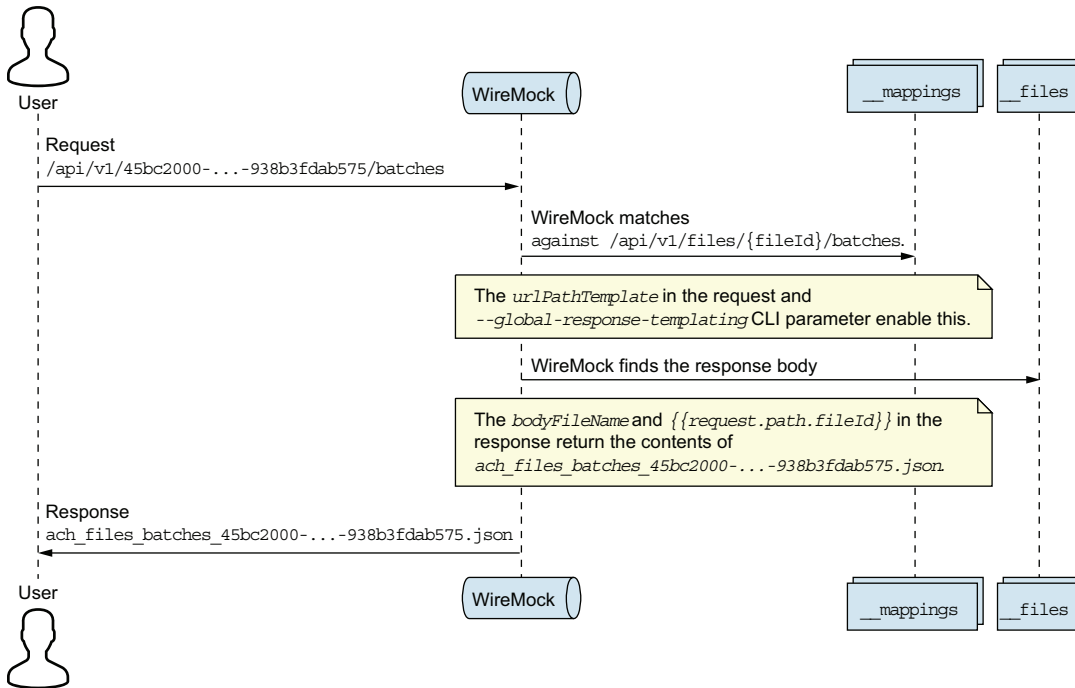 User
WireMock
__mappings
__files
Request
/api/v1/45bc2000-...-938b3fdab575/batches
WireMock matches
against /api/v1/files/{fileId}/batches.
The urlPathTemplate in the request and
--global-response-templating CLI parameter enable this.
WireMock finds the response body
The bodyFileName and {{request.path.fileId}} in the
response return the contents of
ach_files_batches_45bc2000-...-938b3fdab575.json.
Response
ach_files_batches_45bc2000-...-938b3fdab575.json
User
WireMock
__mappings
__files